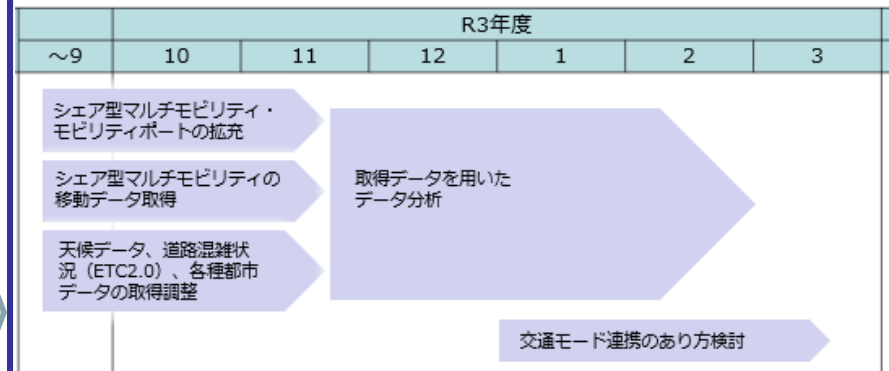 R3年度
～9 10 11 12 1 2 3
シェア型マルチモビリティ・
モビリティポートの拡充
シェア型マルチモビリティの
移動データ取得
天候データ、道路混雑状
況（ETC2.0）、各種都市
データの取得調整
取得データを用いた
データ分析
交通モード連携のあり方検討